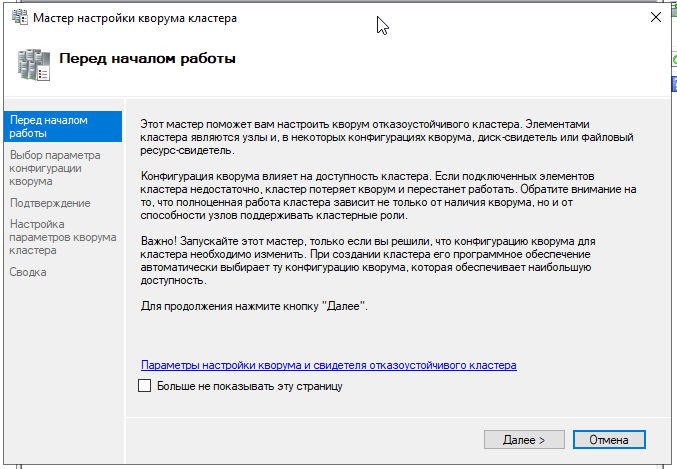 Мастер настройки кворума кластера
Перед началом работы
Перед началом
работы
Выбор параметра
конфигурации
кворума
Подтверждение
Настройка
параметров кворума
кластера
Сводка
Этот мастер поможет вам настроить кворум отказоустойчивого кластера. Элементами
кластера являются узлы и, в некоторых конфигурациях кворума, диск-свидетель или файловый
ресурс-свидетель.
Конфигурация кворума влияет на доступность кластера. Если подключенных элементов
кластера недостаточно, кластер потеряет кворум и перестанет работать. Обратите внимание на
то, что полноценная работа кластера зависит не только от наличия кворума, но и от
способности узлов поддерживать кластерные роли.
Важно! Запускайте этот мастер, только если вы решили, что конфигурацию кворума для
кластера необходимо изменить. При создании кластера его программное обеспечение
автоматически выбирает ту конфигурацию кворума, которая обеспечивает наибольшую
доступность.
Для продолжения нажмите кнопку "Далее".
Параметры настройки кворума и свидетеля отказоустойчивого кластера
Больше не показывать эту страницу
Далее >
Отмена